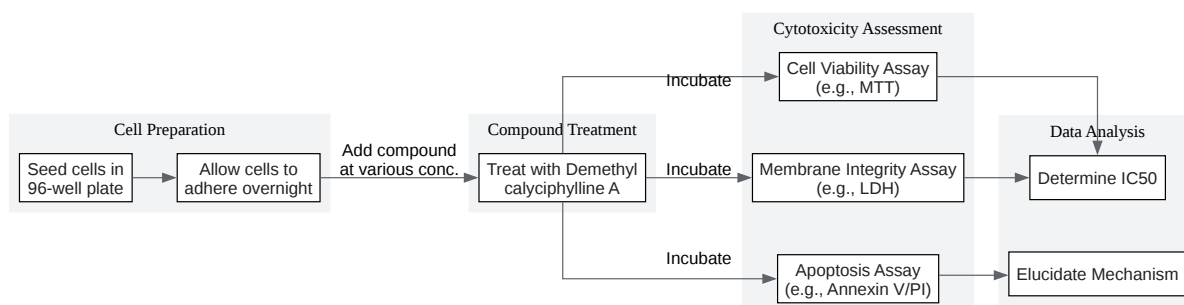 Cell Preparation
Seed cells in
96-well plate
Allow cells to
adhere overnight
Add compound
at various conc.
Compound Treatment
Treat with Demethyl
calyciphylline A
Incubate
Incubate
Incubate
Cytotoxicity Assessment
Cell Viability Assay
(e.g., MTT)
Membrane Integrity Assay
(e.g., LDH)
Apoptosis Assay
(e.g., Annexin V/PI)
Data Analysis
Determine IC50
Elucidate Mechanism